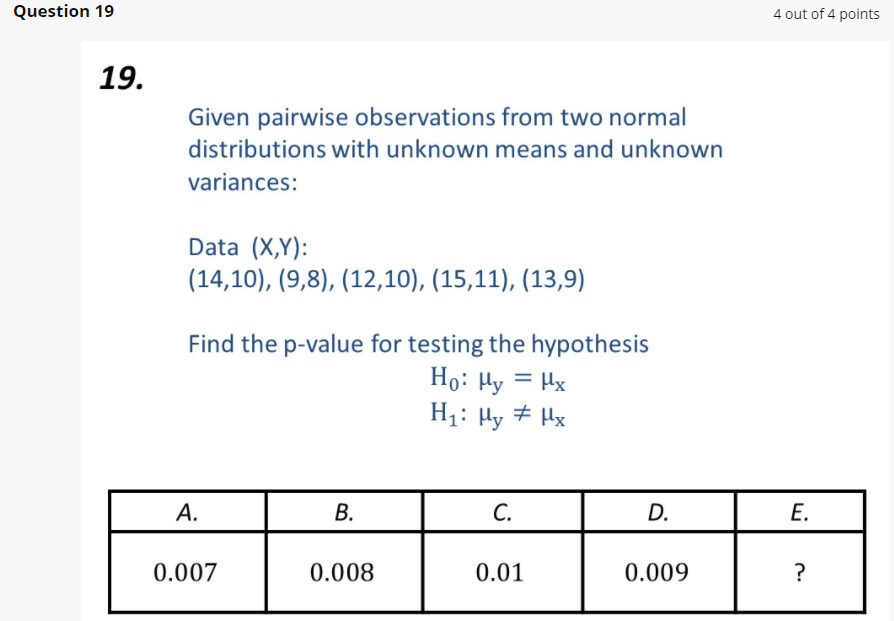 Question 19
4 out of 4 points
19.
Given pairwise observations from two normal
distributions with unknown means and unknown
variances:
Data (X,Y):
(14,10), (9,8), (12,10), (15,11), (13,9)
Find the p-value for testing the hypothesis
H₀: μy = μx
H₁: μy ≠ μx
A. B. C. D. E.
0.007 0.008 0.01 0.009 ?